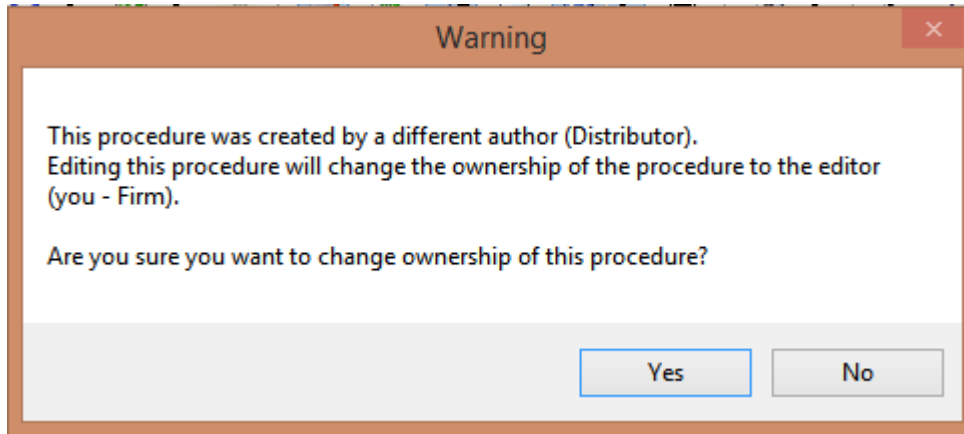 Warning
This procedure was created by a different author (Distributor).
Editing this procedure will change the ownership of the procedure to the editor
(you - Firm).
Are you sure you want to change ownership of this procedure?
Yes
No